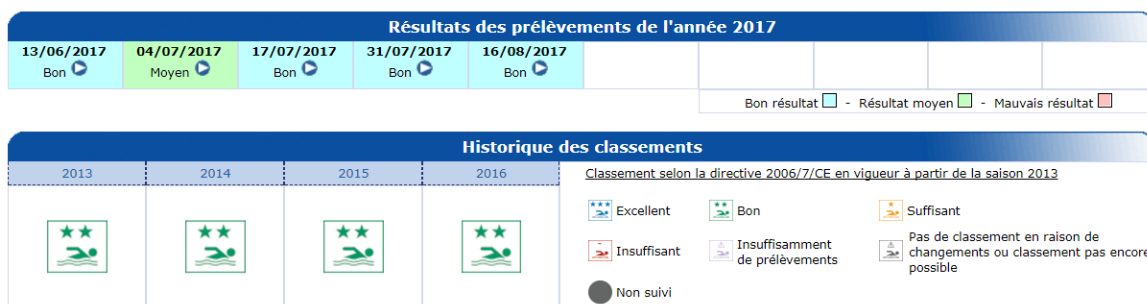 Résultats des prélèvements de l'année 2017
13/06/2017 04/07/2017 17/07/2017 31/07/2017 16/08/2017
Bon Moyen Bon Bon Bon
Bon résultat - Résultat moyen - Mauvais résultat
Historique des classements
2013 2014 2015 2016
Classement selon la directive 2006/7/CE en vigueur à partir de la saison 2013
Excellent Bon Suffisant
Insuffisant
Insuffisamment
de prélèvements
Pas de classement en raison de
changements ou classement pas encore
possible
Non suivi